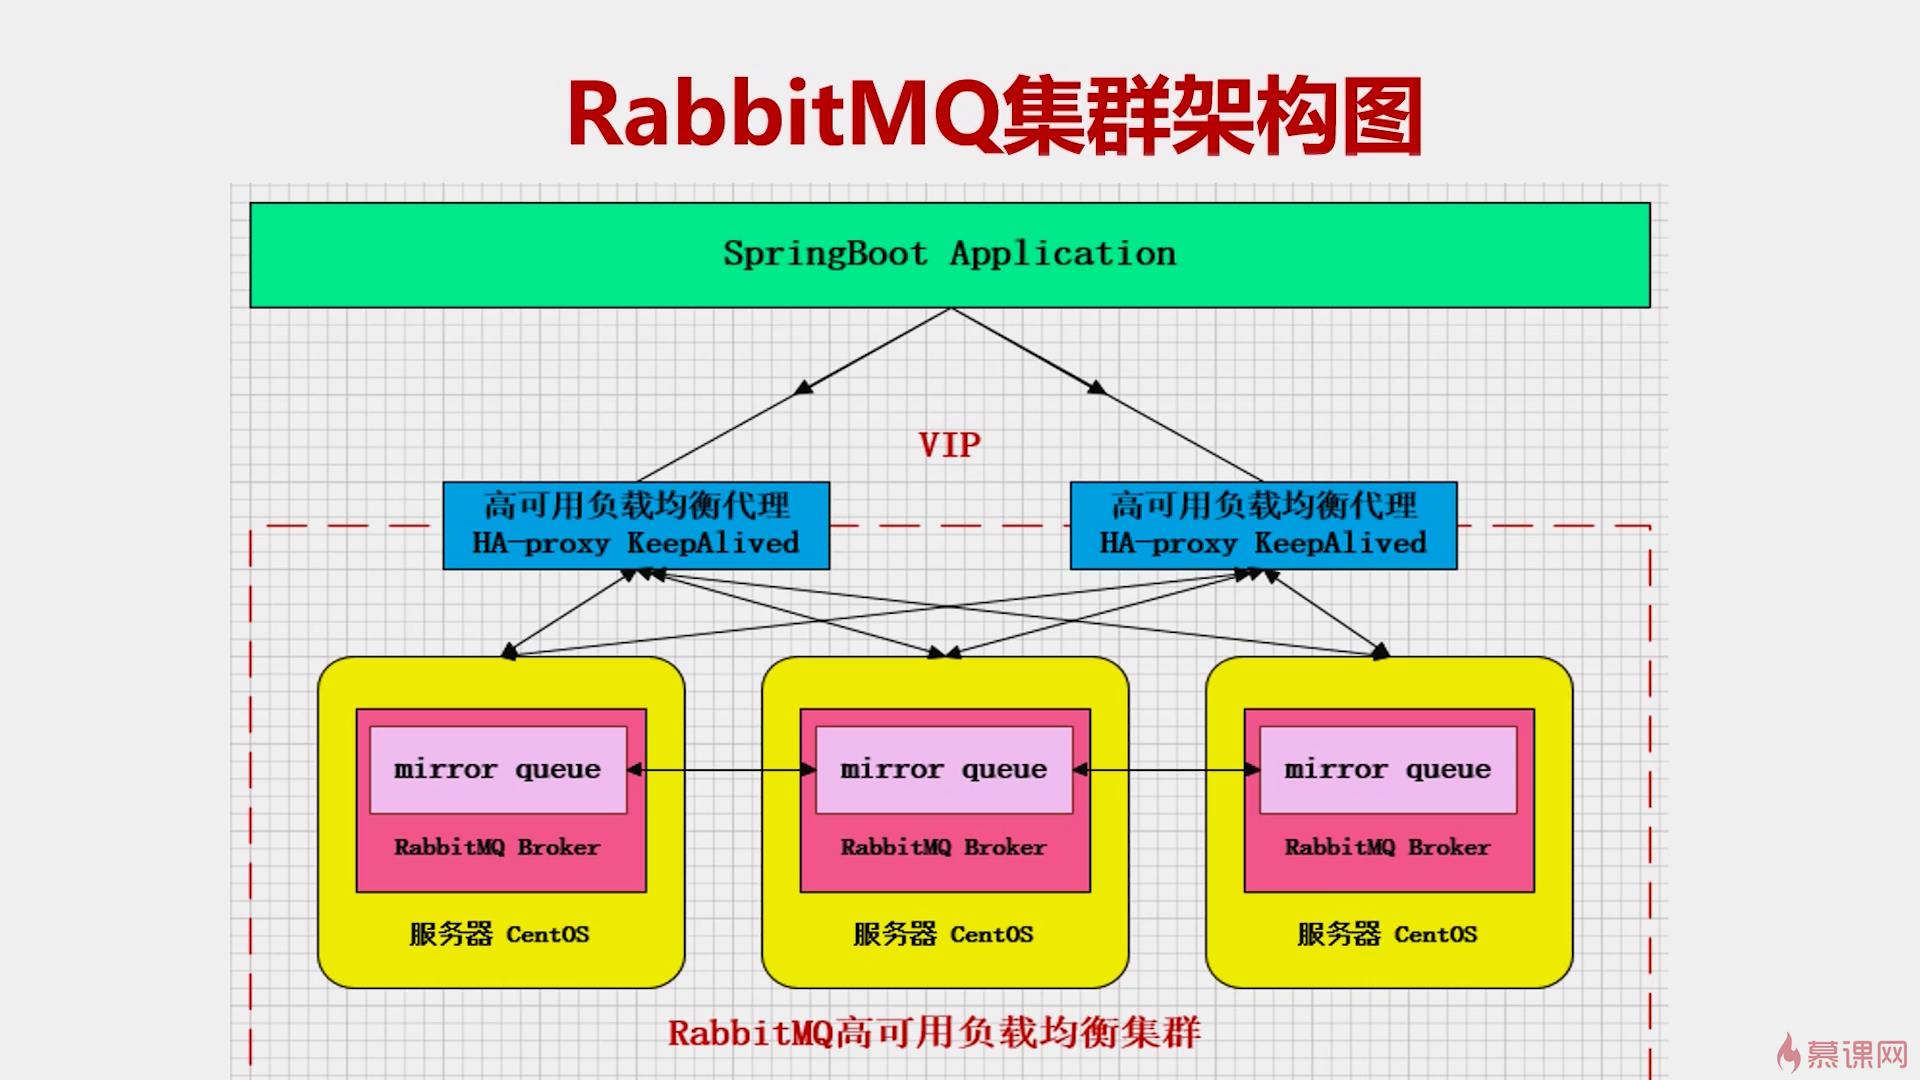 RabbitMQ集群架构图
SpringBoot Application
VIP
高可用负载均衡代理
HA-proxy KeepAlived
高可用负载均衡代理
HA-proxy KeepAlived
mirror queue
RabbitMQ Broker
服务器 CentOS
mirror queue
RabbitMQ Broker
服务器 CentOS
mirror queue
RabbitMQ Broker
服务器 CentOS
RabbitMQ高可用负载均衡集群
慕课网